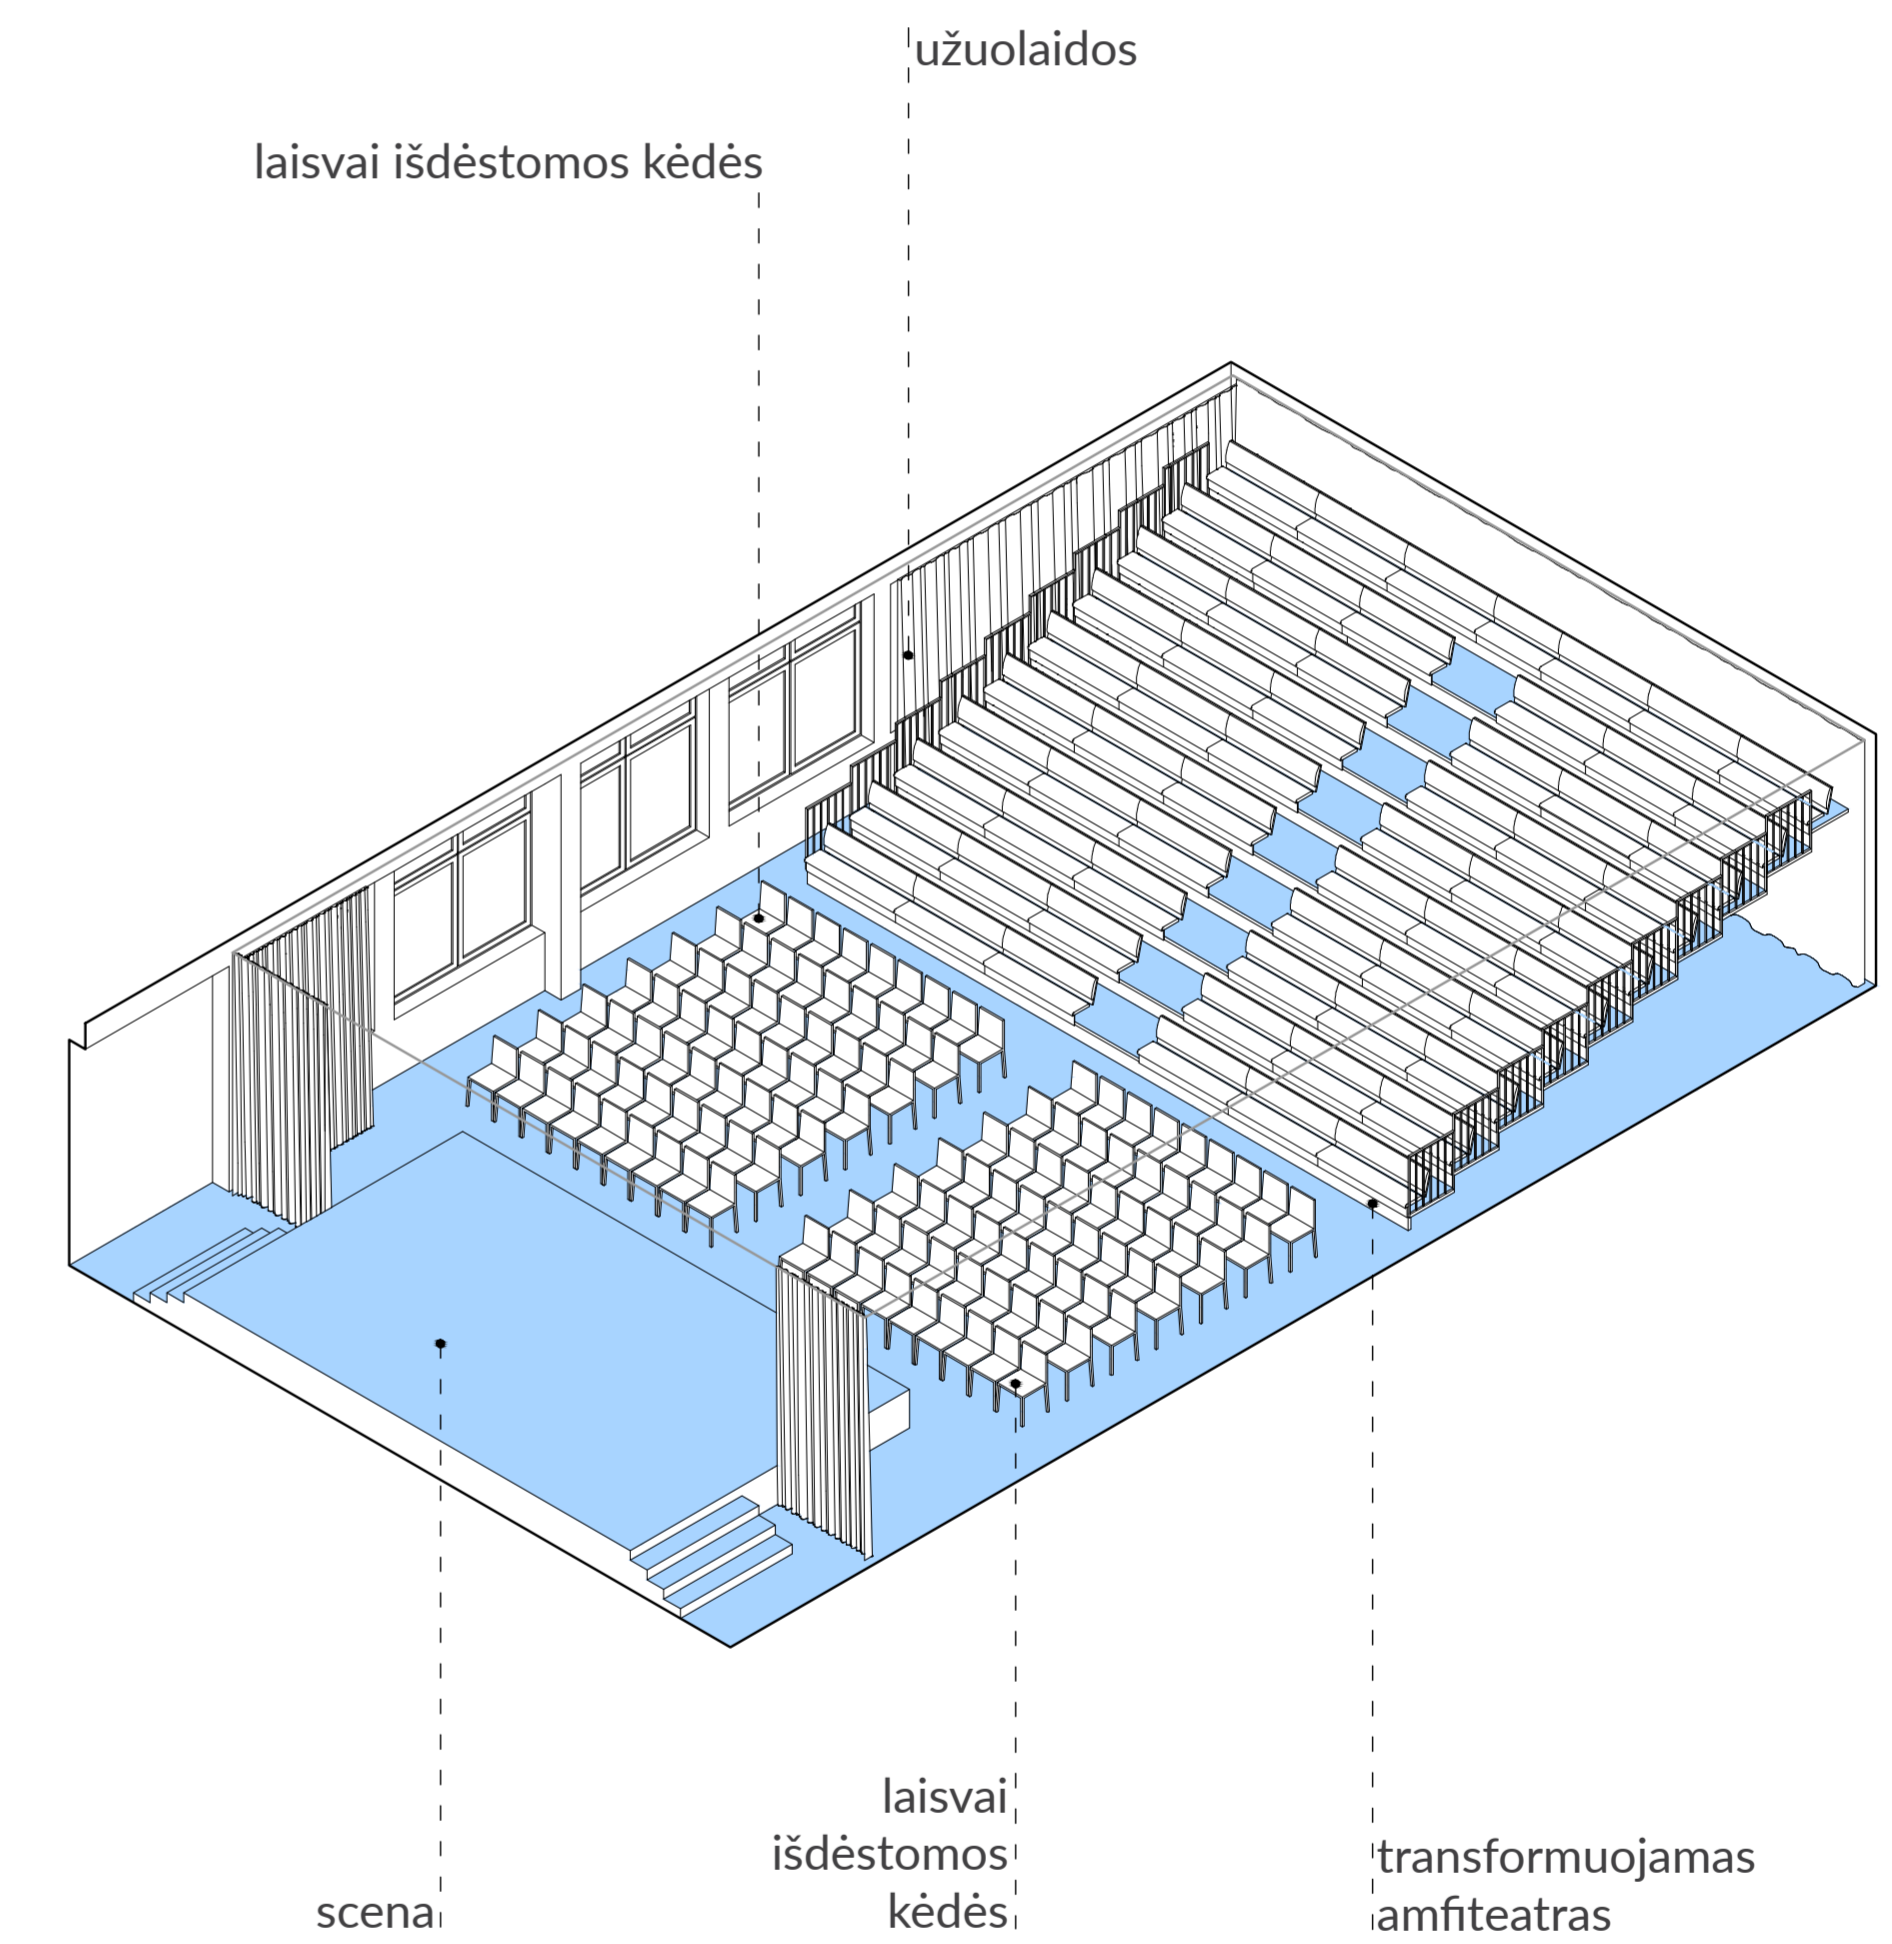 užuolaidos
laisvai išdėstomos kėdės
laisvai
išdėstomos
kėdės
scena
transformuojamas
amfiteatras